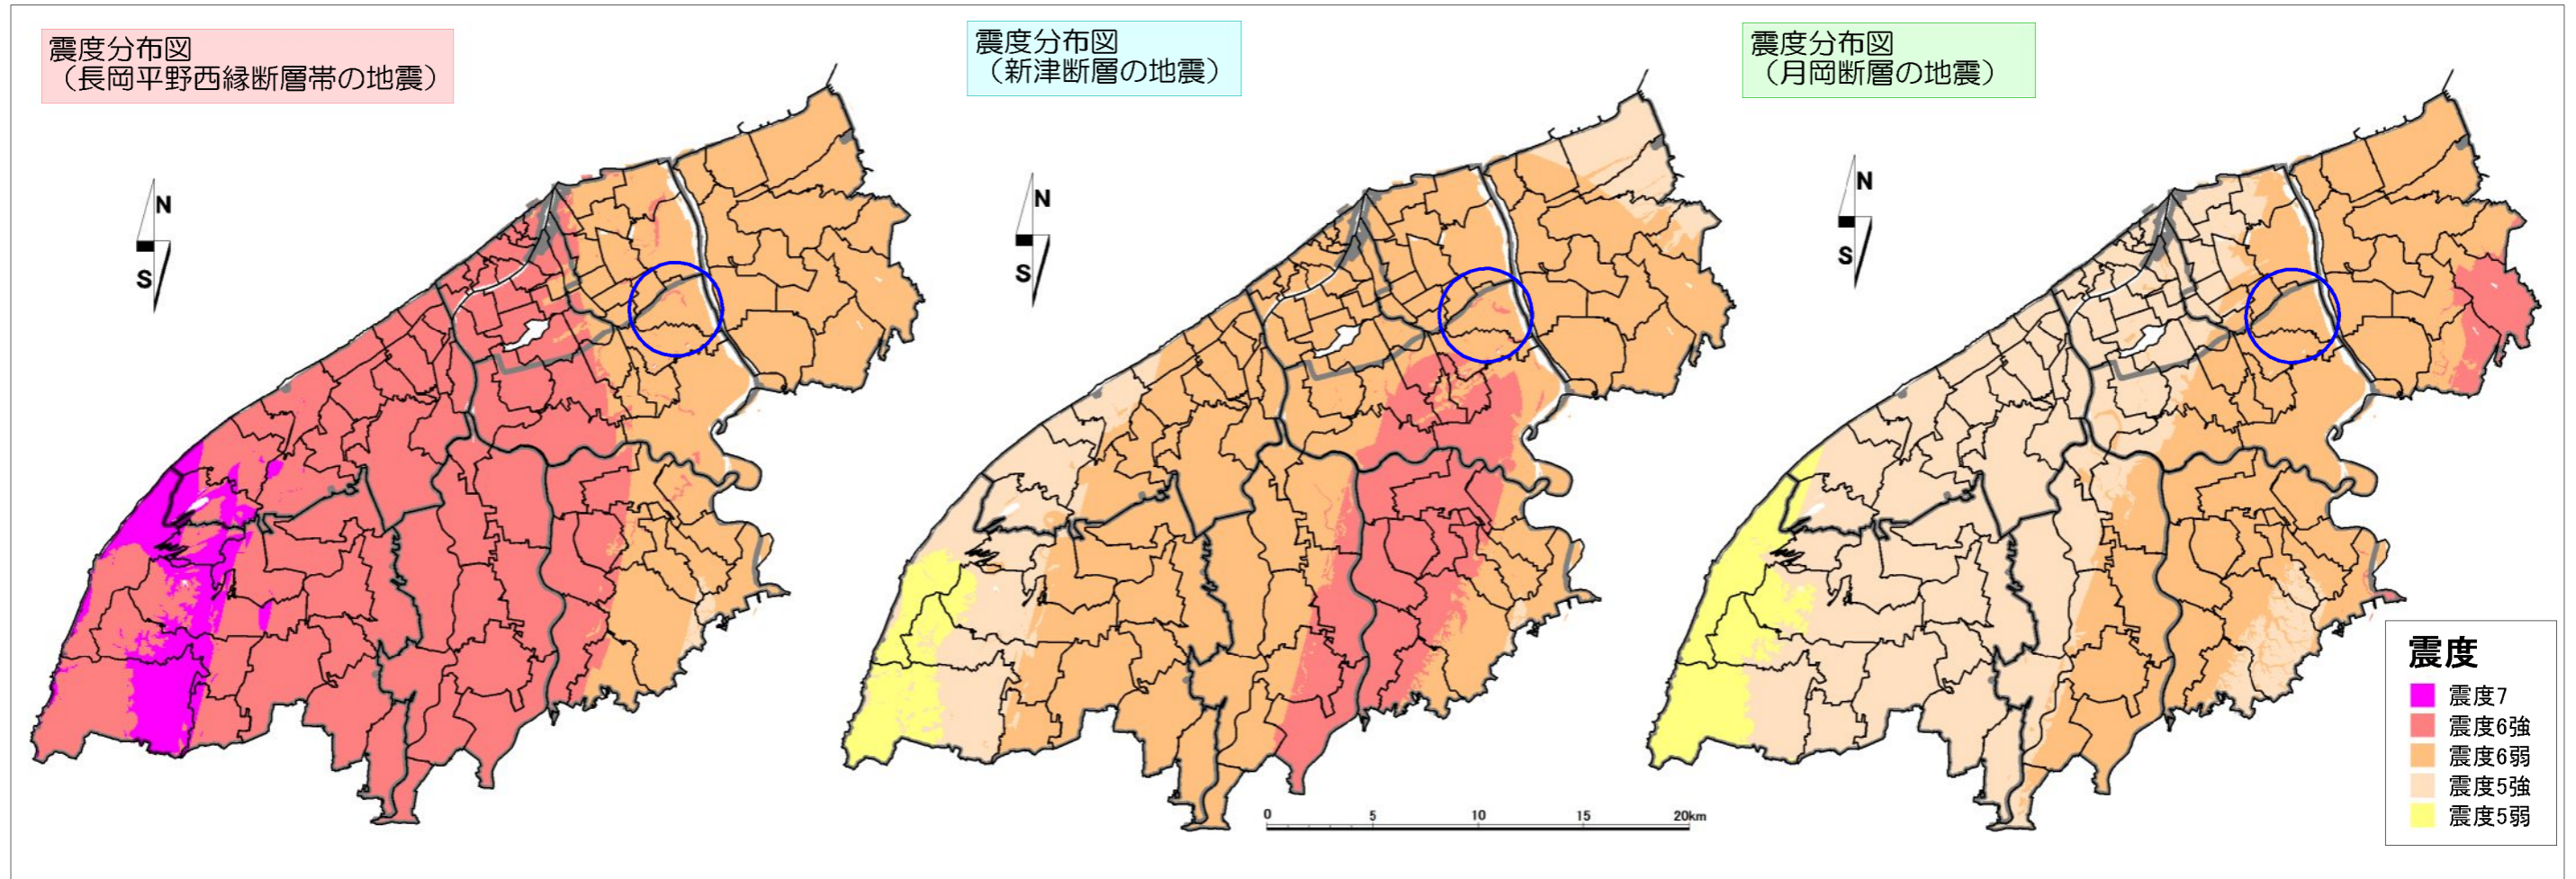 震度分布図
（長岡平野西縁断層帯の地震）
震度分布図
（新津断層の地震）
震度分布図
（月岡断層の地震）
N
S
N
S
N
S
0 5 10 15 20km
震度
震度7
震度6強
震度6弱
震度5強
震度5弱